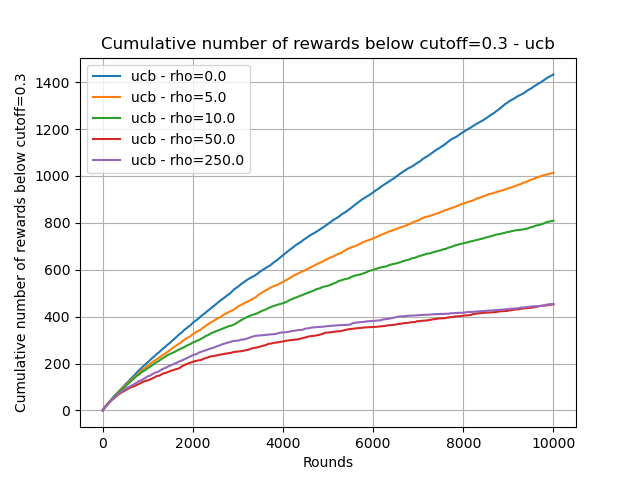 Cumulative number of rewards below cutoff=0.3 - ucb
Cumulative number of rewards below cutoff=0.3
1400
1200
1000
800
600
400
200
0
ucb - rho=0.0
ucb - rho=5.0
ucb - rho=10.0
ucb - rho=50.0
ucb - rho=250.0
0 2000 4000 6000 8000 10000
Rounds